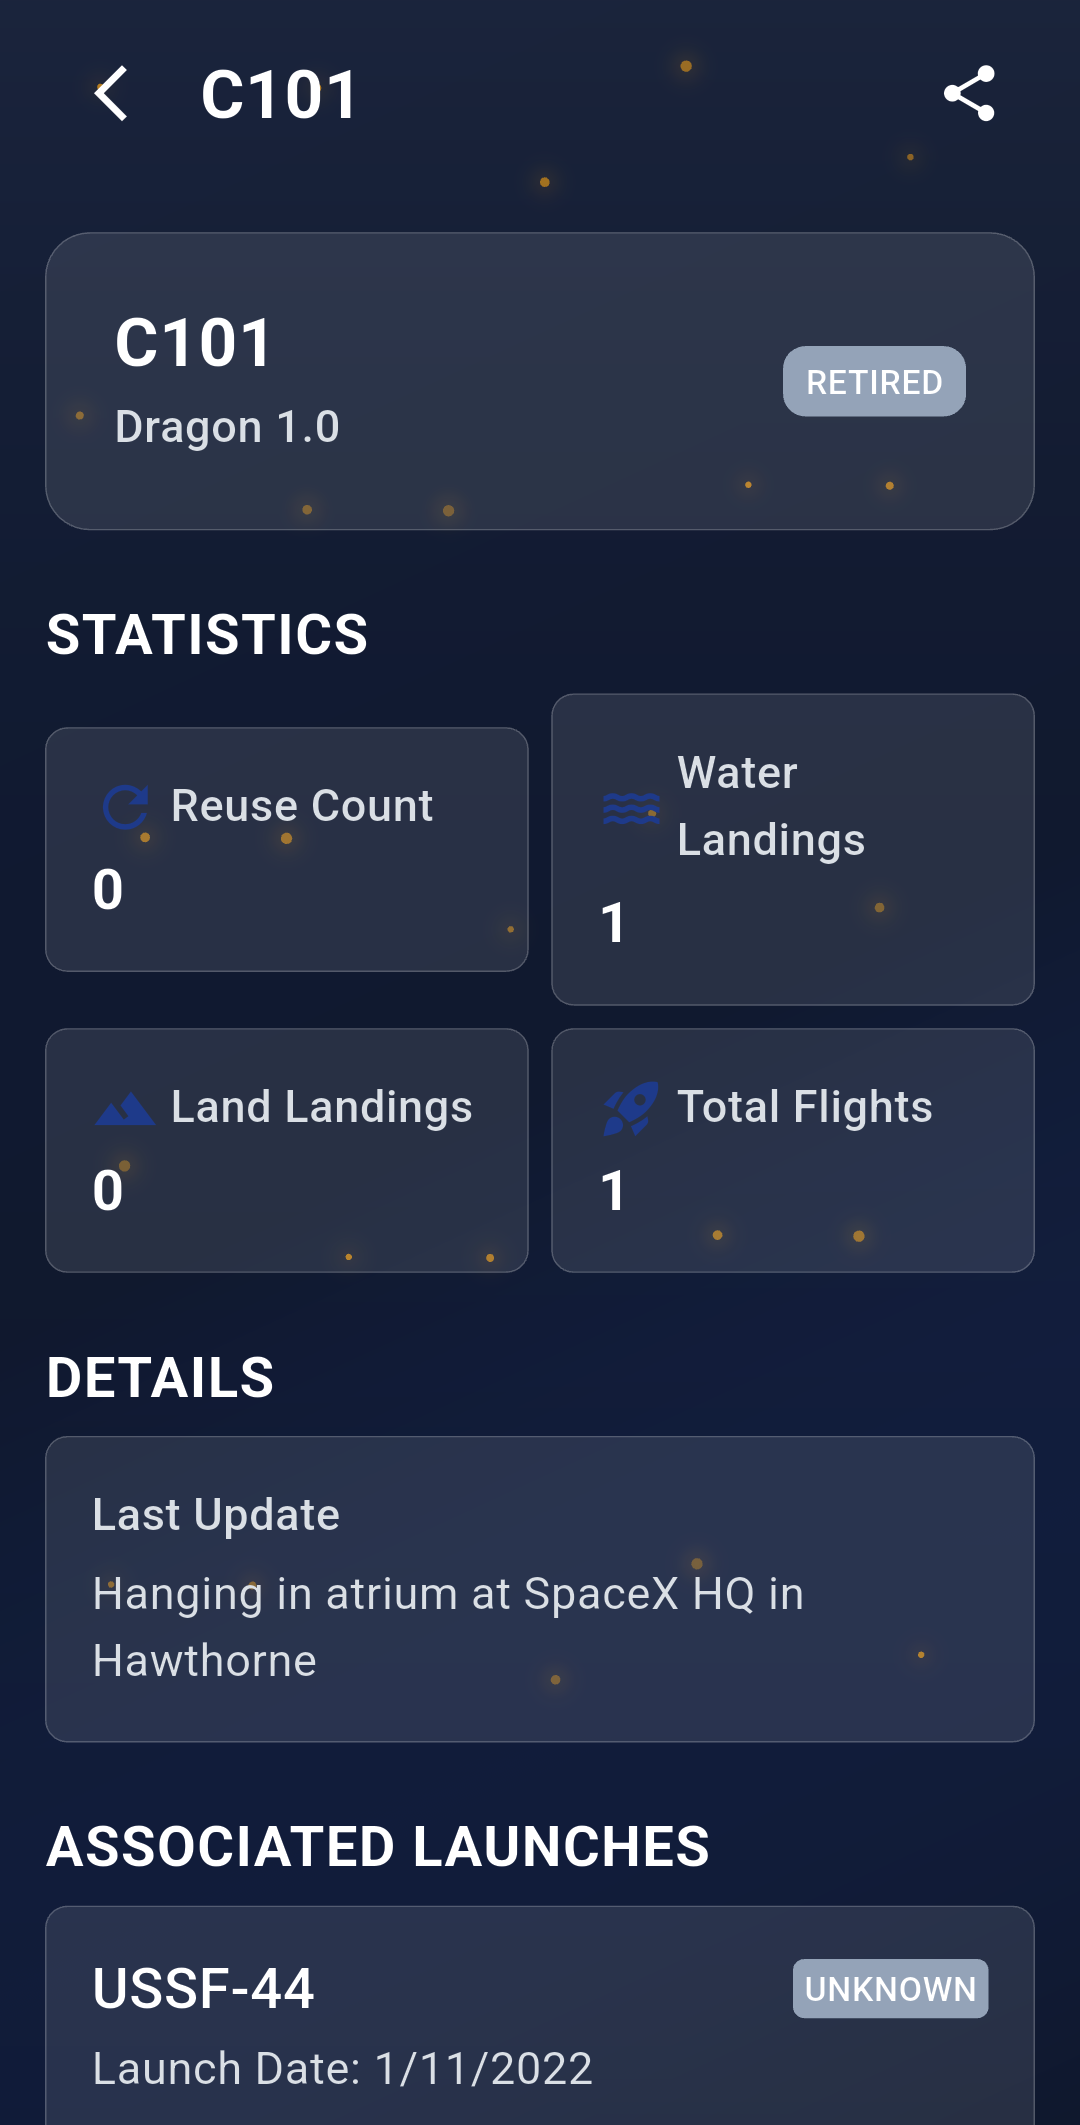 C101
C101
Dragon 1.0
RETIRED
STATISTICS
Reuse Count
0
Water
Landings
1
Land Landings
0
Total Flights
1
DETAILS
Last Update
Hanging in atrium at SpaceX HQ in
Hawthorne
ASSOCIATED LAUNCHES
USSF-44
UNKNOWN
Launch Date: 1/11/2022